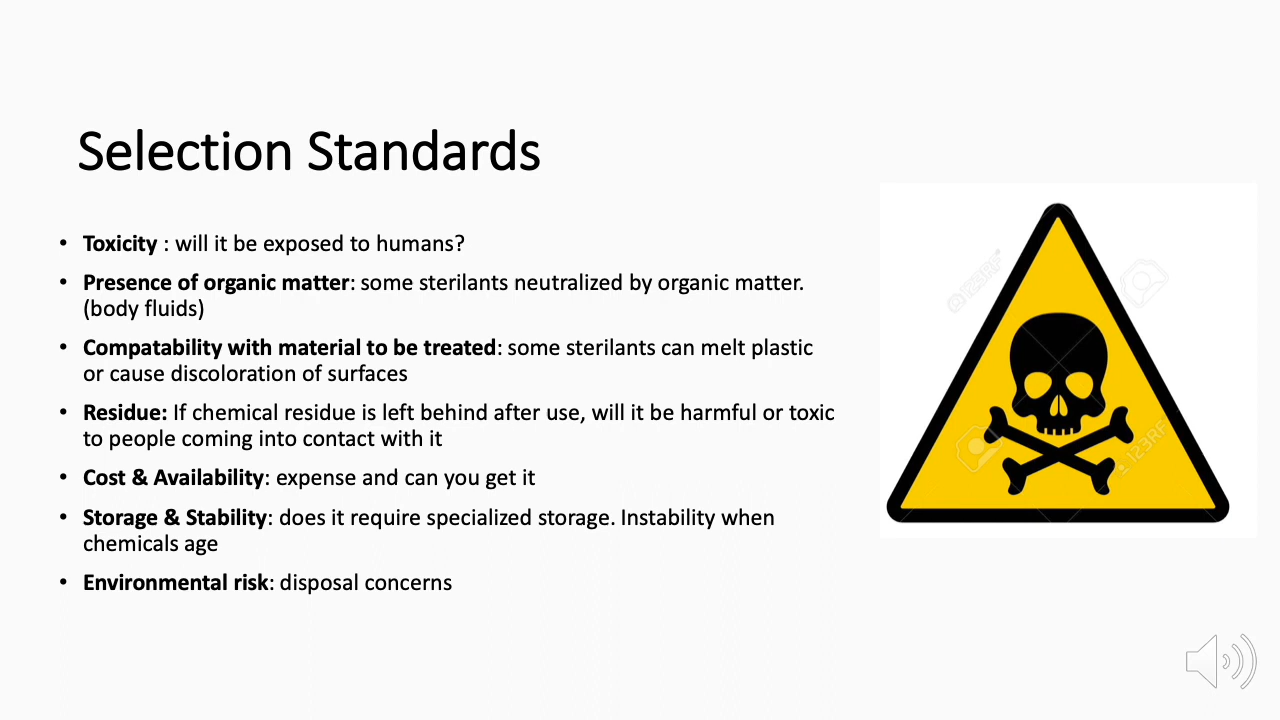 Selection Standards
• Toxicity : will it be exposed to humans?
• Presence of organic matter: some sterilants neutralized by organic matter.
(body fluids)
• Compatability with material to be treated: some sterilants can melt plastic
or cause discoloration of surfaces
• Residue: If chemical residue is left behind after use, will it be harmful or toxic
to people coming into contact with it
• Cost & Availability: expense and can you get it
• Storage & Stability: does it require specialized storage. Instability when
chemicals age
• Environmental risk: disposal concerns
123RF
123RF